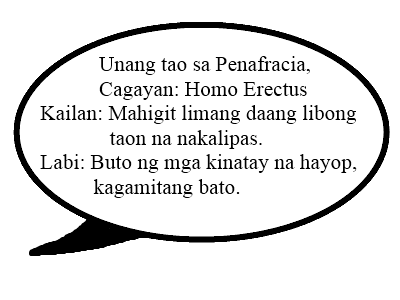 Unang tao sa Penafracia,
Cagayan: Homo Erectus
Kailan: Mahigit limang daang libong
taon na nakalipas.
Labi: Buto ng mga kinatay na hayop,
kagamitang bato.